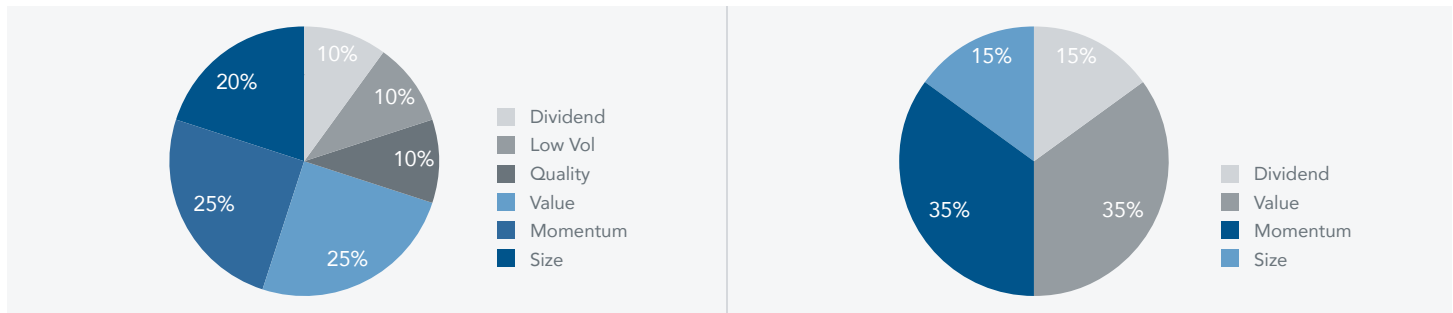 10%
20%
10%
10%
25%
25%
Dividend
Low Vol
Quality
Value
Momentum
Size
15%
15%
35%
35%
Dividend
Value
Momentum
Size